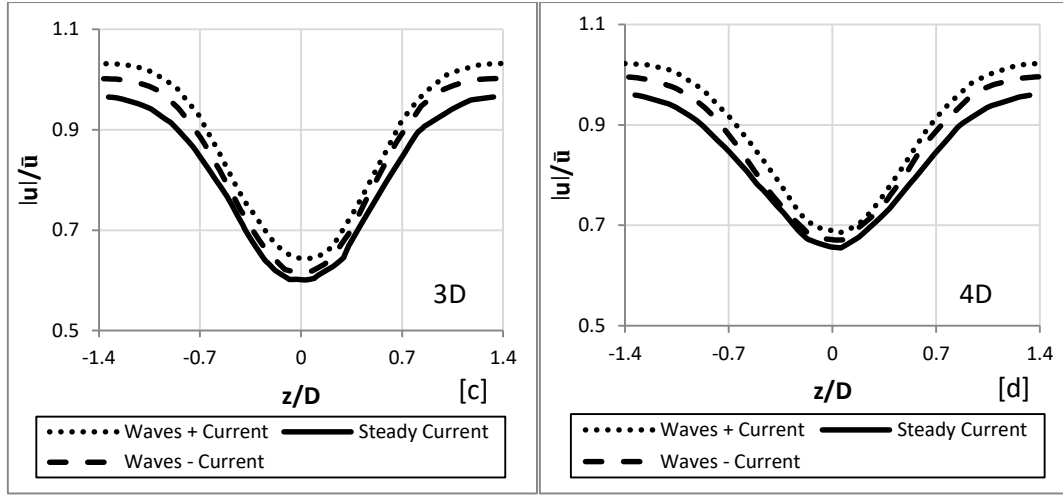 1.1
0.9
0.7
0.5
|u|/ū
-1.4 -0.7 0 0.7 1.4
z/D
3D
[c]
Waves + Current Steady Current
Waves - Current
1.1
0.9
0.7
0.5
|u|/ū
-1.4 -0.7 0 0.7 1.4
z/D
4D
[d]
Waves + Current Steady Current
Waves - Current